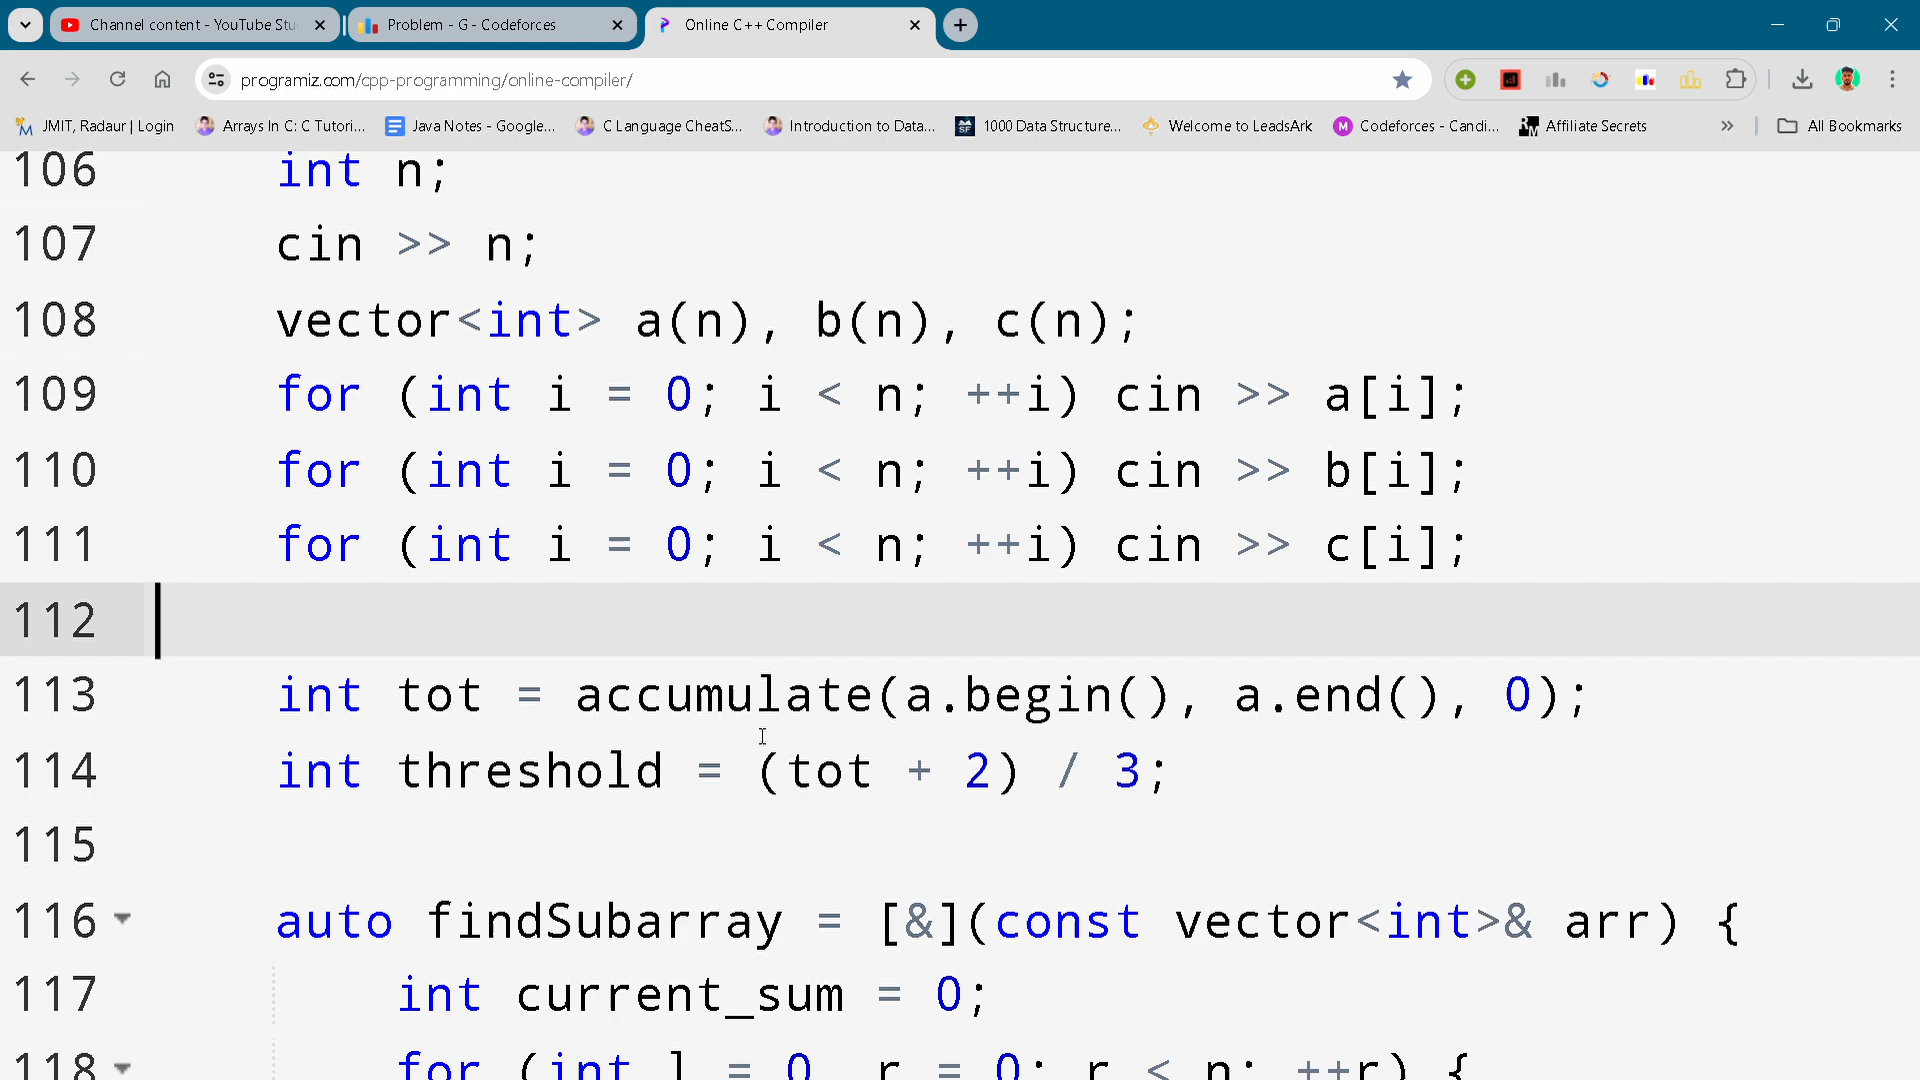 Channel content - YouTube Stu
Problem - G - Codeforces
Online C++ Compiler
programiz.com/cpp-programming/online-compiler/
JMIT, Radaur | Login
Arrays In C: C Tutori...
Java Notes - Google...
C Language CheatS...
Introduction to Data...
1000 Data Structure...
Welcome to LeadsArk
Codeforces - Candi...
Affiliate Secrets
All Bookmarks
106 int n;
107 cin >> n;
108 vector<int> a(n), b(n), c(n);
109 for (int i = 0; i < n; ++i) cin >> a[i];
110 for (int i = 0; i < n; ++i) cin >> b[i];
111 for (int i = 0; i < n; ++i) cin >> c[i];
112
113 int tot = accumulate(a.begin(), a.end(), 0);
114 int threshold = (tot + 2) / 3;
115
116 auto findSubarray = [&](const vector<int>& arr) {
117 int current_sum = 0;
118 for (int l = 0, r = 0; r < n; ++r) {